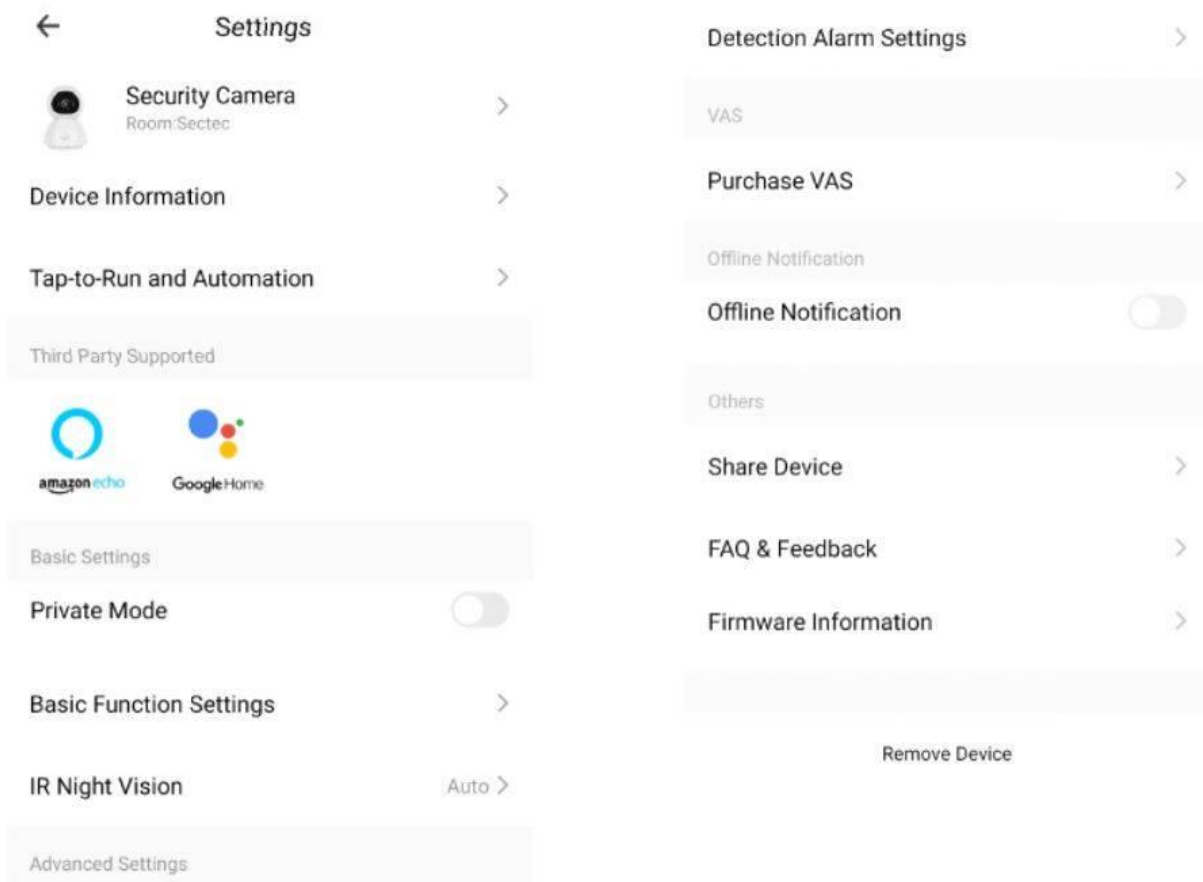 Settings
Security Camera
Room:Sectec
Device Information
Tap-to-Run and Automation
Third Party Supported
amazon echo
Google Home
Basic Settings
Private Mode
Basic Function Settings
IR Night Vision
Auto
Advanced Settings
Detection Alarm Settings
VAS
Purchase VAS
Offline Notification
Offline Notification
Others
Share Device
FAQ & Feedback
Firmware Information
Remove Device